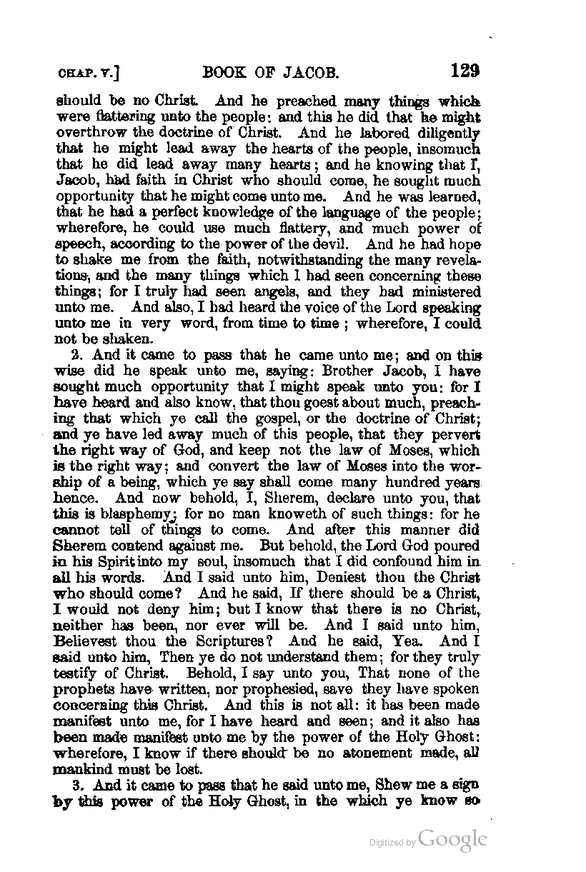 CHAP. V.] BOOK OF JACOB. 129
should be no Christ. And he preached many things which
were flattering unto the people: and this he did that he might
overthrow the doctrine of Christ. And he labored diligently
that he might lead away the hearts of the people, insomuch
that he did lead away many hearts; and he knowing that I,
Jacob, had faith in Christ who should come, he sought much
opportunity that he might come unto me. And he was learned,
that he had a perfect knowledge of the language of the people;
wherefore, he could use much flattery, and much power of
speech, according to the power of the devil. And he had hope
to shake me from the faith, notwithstanding the many revela-
tions, and the many things which I had seen concerning these
things; for I truly had seen angels, and they had ministered
unto me. And also, I had heard the voice of the Lord speaking
unto me in very word, from time to time; wherefore, I could
not be shaken.
2. And it came to pass that he came unto me; and on this
wise did he speak unto me, saying: Brother Jacob, I have
sought much opportunity that I might speak unto you: for I
have heard and also know, that thou goest about much, preach-
ing that which ye call the gospel, or the doctrine of Christ;
and ye have led away much of this people, that they pervert
the right way of God, and keep not the law of Moses, which
is the right way; and convert the law of Moses into the wor-
ship of a being, which ye say shall come many hundred years
hence. And now behold, I, Sherem, declare unto you, that
this is blasphemy; for no man knoweth of such things: for he
cannot tell of things to come. And after this manner did
Sherem contend against me. But behold, the Lord God poured
in his Spirit into my soul, insomuch that I did confound him in
all his words. And I said unto him, Deniest thou the Christ
who should come? And he said, If there should be a Christ,
I would not deny him; but I know that there is no Christ,
neither has been, nor ever will be. And I said unto him,
Believest thou the Scriptures? And he said, Yea. And I
said unto him, Then ye do not understand them; for they truly
testify of Christ. Behold, I say unto you, That none of the
prophets have written, nor prophesied, save they have spoken
concerning this Christ. And this is not all: it has been made
manifest unto me, for I have heard and seen; and it also has
been made manifest unto me by the power of the Holy Ghost:
wherefore, I know if there should be no atonement made, all
mankind must be lost.
3. And it came to pass that he said unto me, Shew me a sign
by this power of the Holy Ghost, in the which ye know so
Digitized by Google